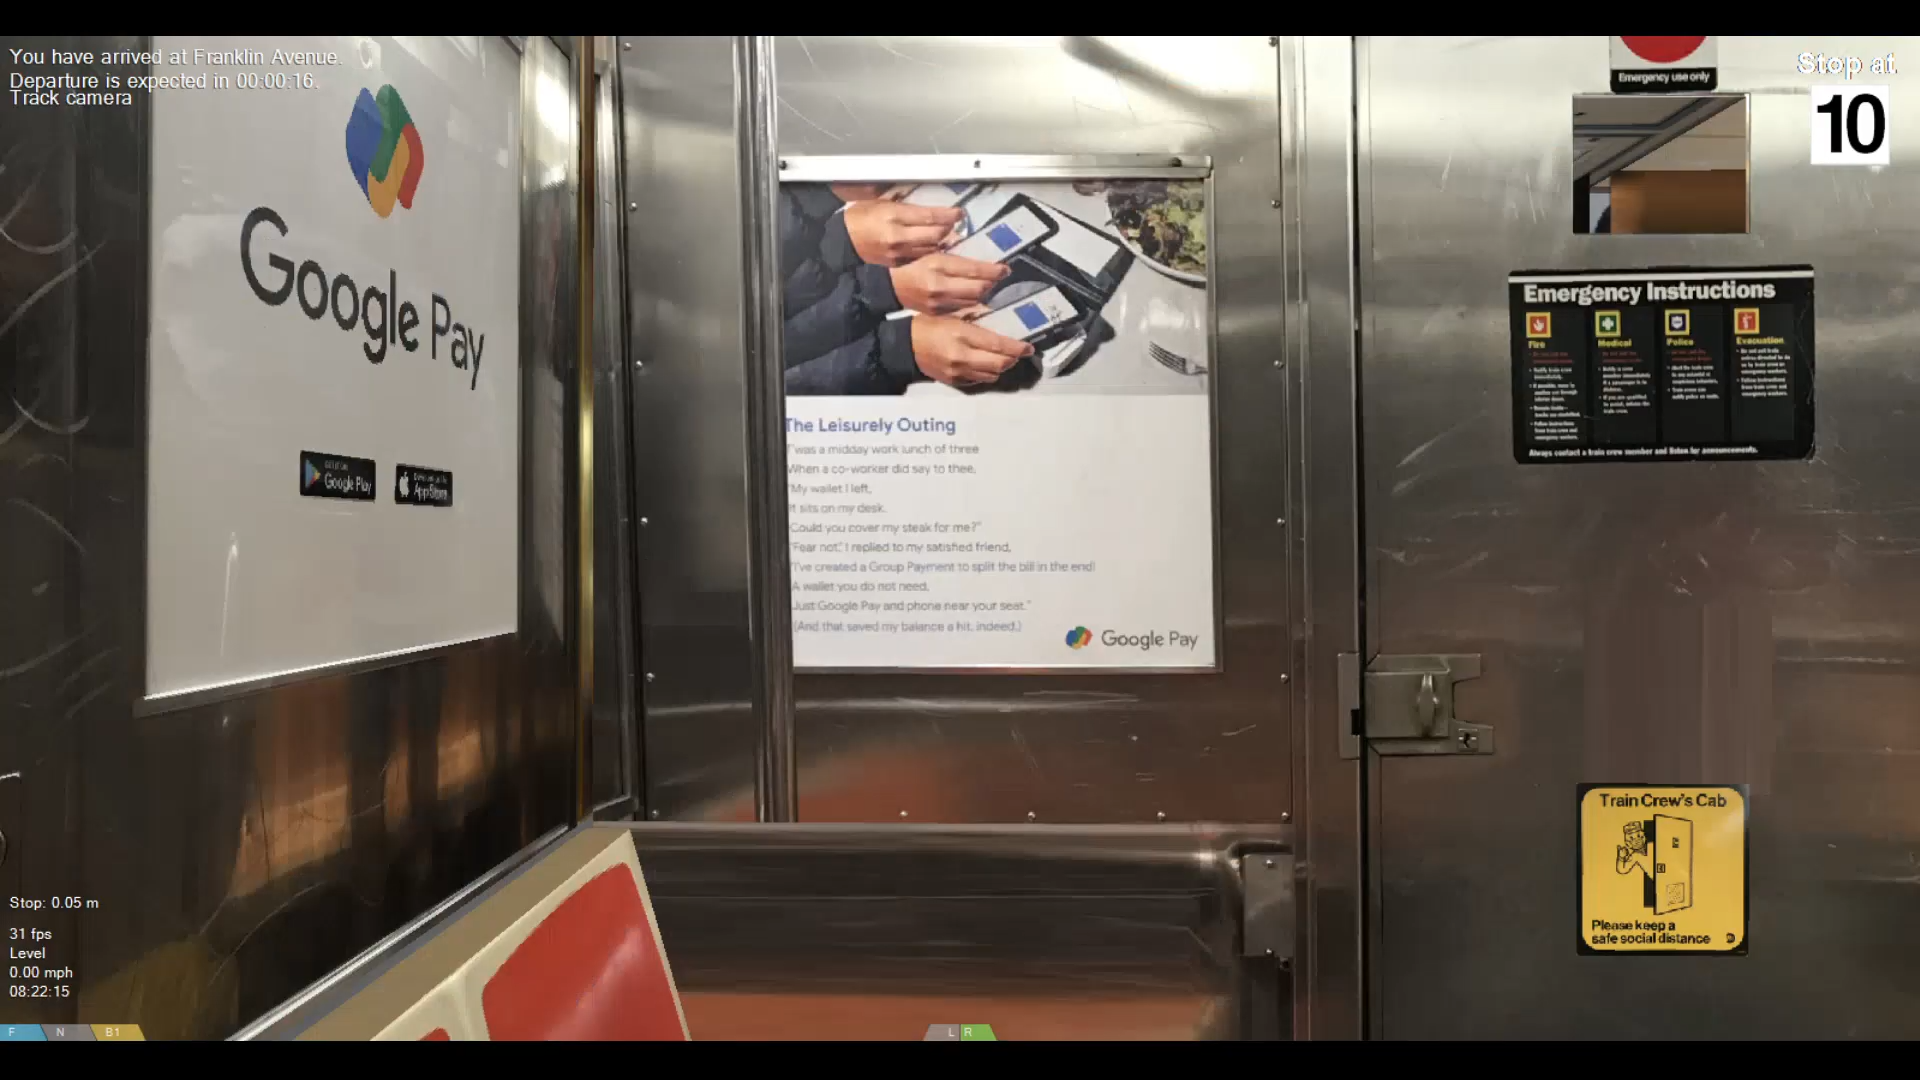 You have arrived at Franklin Avenue.
Departure is expected in 00:00:16.
Track camera
Stop at
10
Emergency use only
Google Pay
Google Play
App Store
The Leisurely Outing
'Twas a midday work lunch of three
When a co-worker did say to thee,
"My wallet I left,
It sits on my desk.
Could you cover my steak for me?"
"Fear not," I replied to my satisfied friend,
"I've created a Group Payment to split the bill in the end!
A wallet you do not need,
Just Google Pay and phone near your seat."
(And that saved my balance a hit, indeed.)
Google Pay
Emergency Instructions
Fire
Medical
Police
Evacuation
Always contact a train crew member and listen for announcements.
Train Crew's Cab
Please keep a
safe social distance
Stop: 0.05 m
31 fps
Level
0.00 mph
08:22:15
F N B1
L R